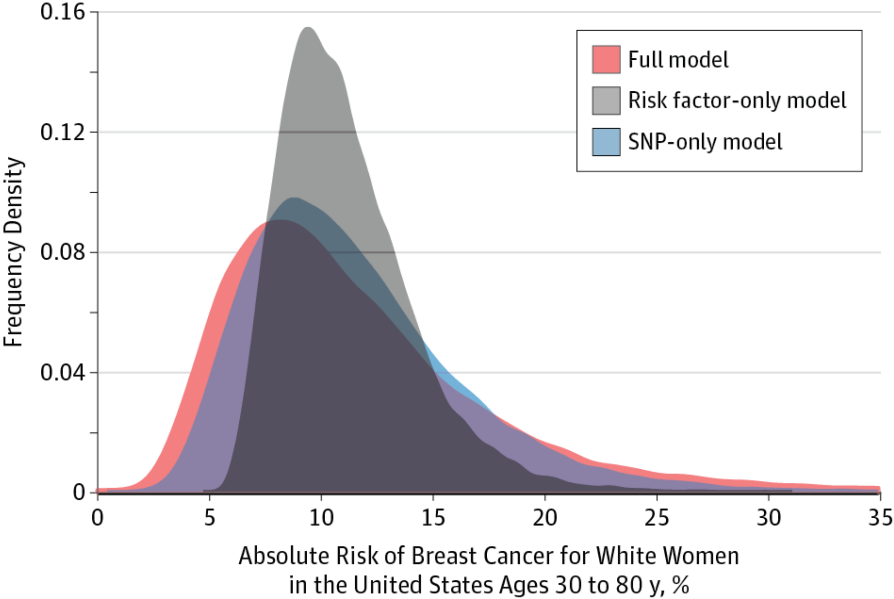 0.16
0.12
0.08
0.04
0
Frequency Density
Full model
Risk factor-only model
SNP-only model
0 5 10 15 20 25 30 35
Absolute Risk of Breast Cancer for White Women
in the United States Ages 30 to 80 y, %